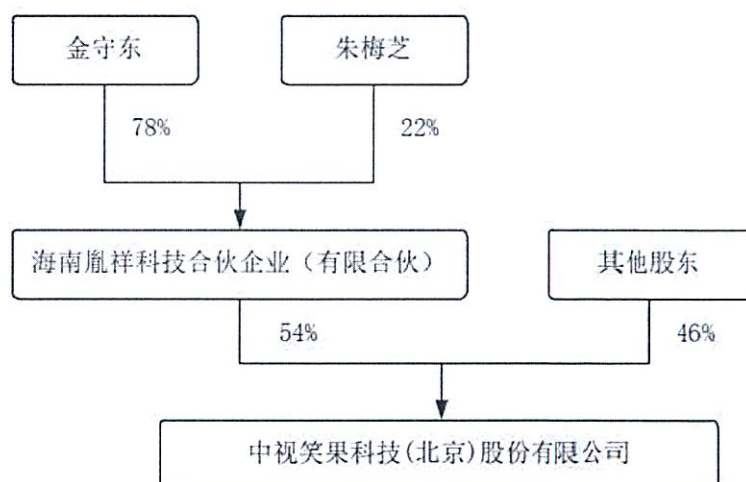 金守东
朱梅芝
78%
22%
海南胤祥科技合伙企业（有限合伙）
其他股东
54%
46%
中视笑果科技(北京)股份有限公司